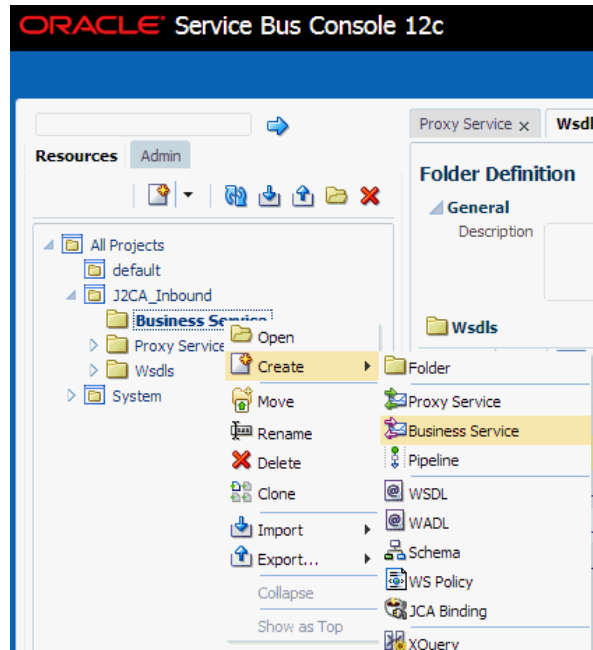 ORACLE Service Bus Console 12c
Proxy Service x Wsdl
Resources Admin
Folder Definition
General
Description
All Projects
default
J2CA_Inbound
Business Service
Proxy Service
Wsdls
System
Wsdls
Open
Create
Move
Rename
Delete
Clone
Import
Export...
Collapse
Show as Top
Folder
Proxy Service
Business Service
Pipeline
WSDL
WADL
Schema
WS Policy
JCA Binding
XQuery